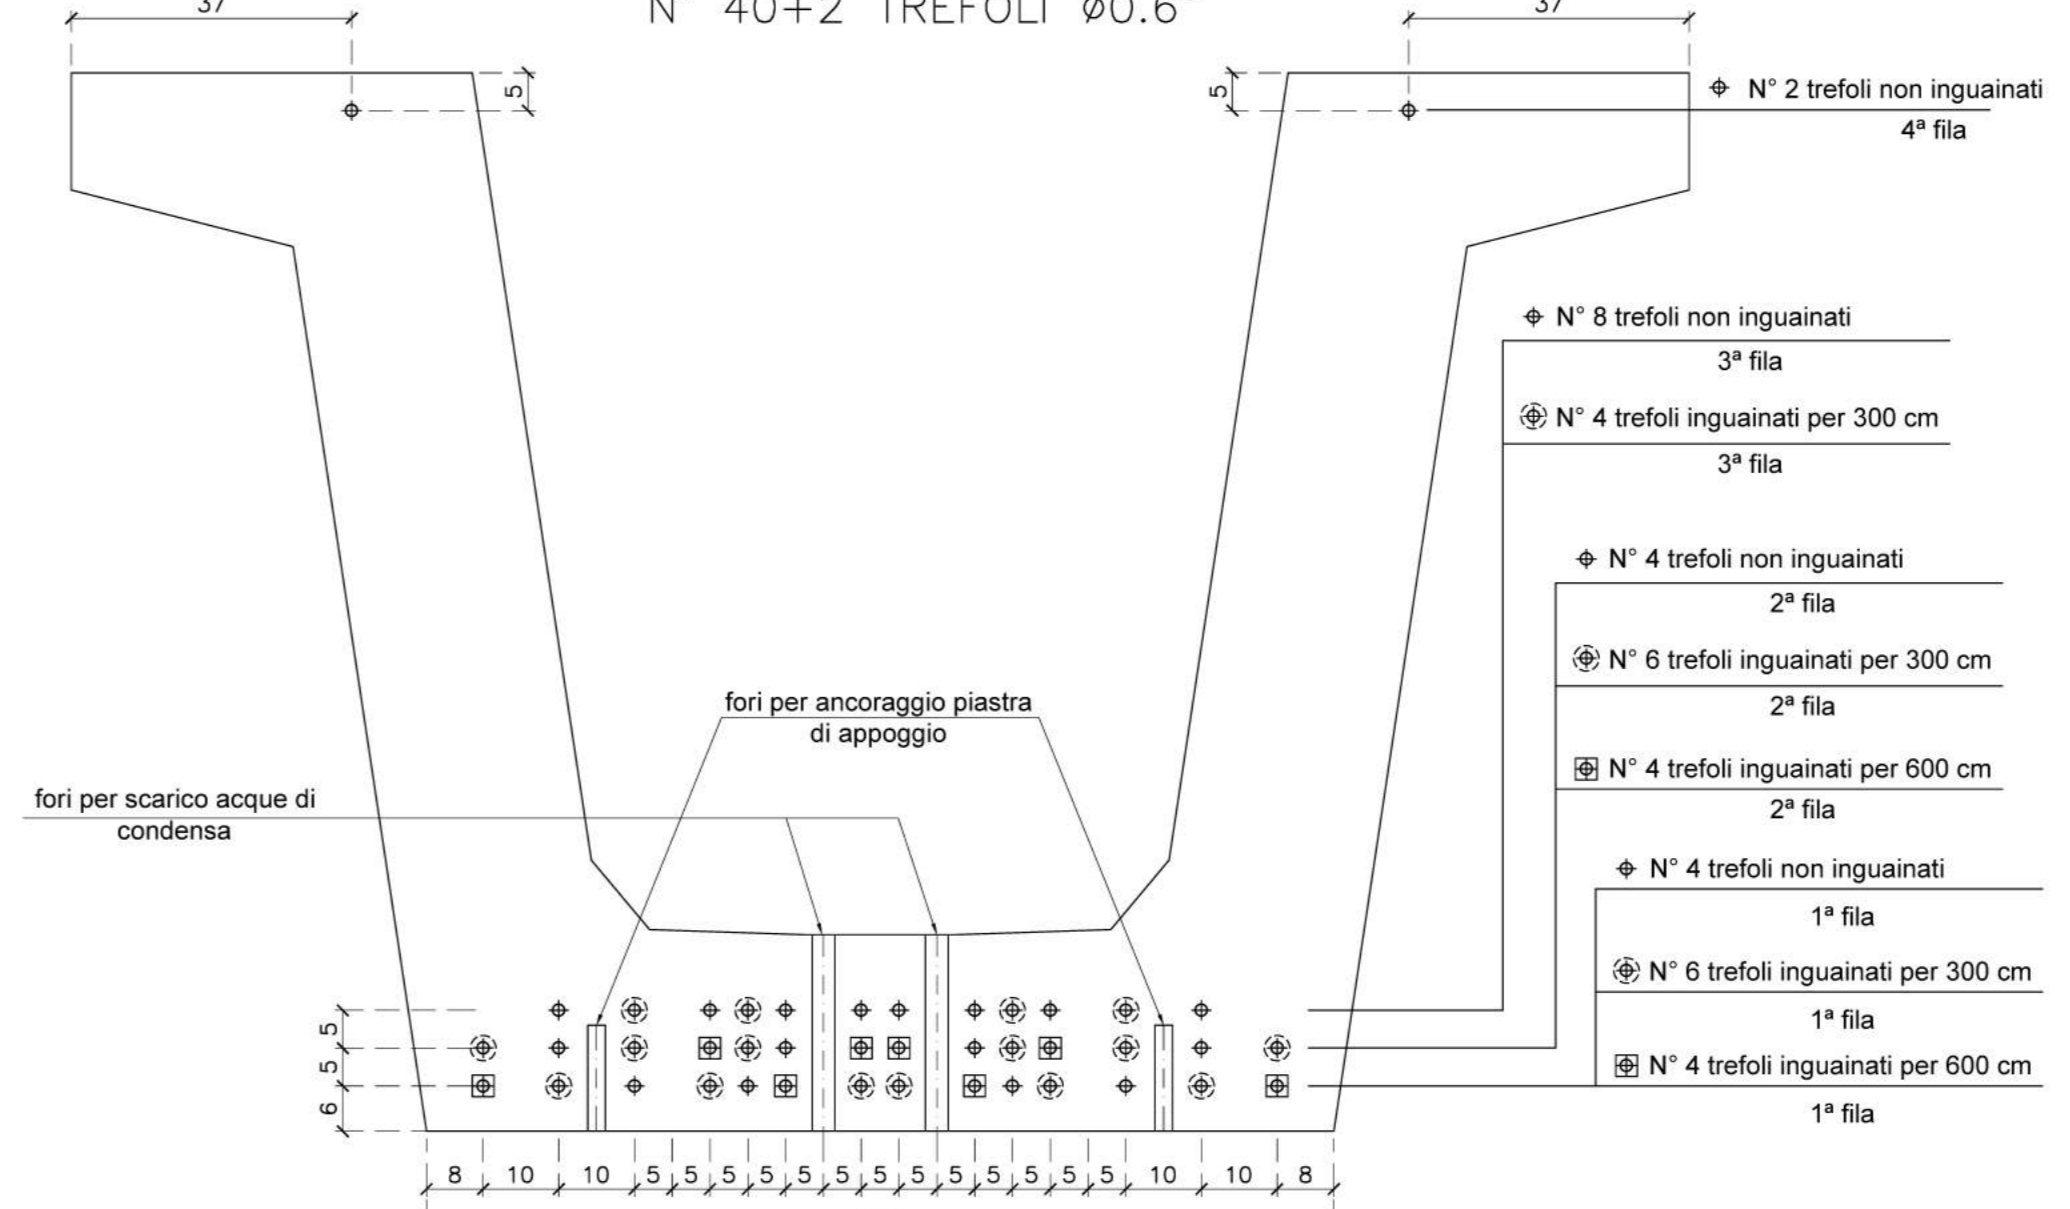 N° 40+2 TREFOLI ø0.6"
37
37
5
5
N° 2 trefoli non inguainati
4ª fila
N° 8 trefoli non inguainati
3ª fila
N° 4 trefoli inguainati per 300 cm
3ª fila
N° 4 trefoli non inguainati
2ª fila
N° 6 trefoli inguainati per 300 cm
2ª fila
N° 4 trefoli inguainati per 600 cm
2ª fila
fori per ancoraggio piastra
di appoggio
fori per scarico acque di
condensa
N° 4 trefoli non inguainati
1ª fila
N° 6 trefoli inguainati per 300 cm
1ª fila
N° 4 trefoli inguainati per 600 cm
1ª fila
5
5
6
8 10 10 5 5 5 5 5 5 5 5 5 5 5 5 5 10 10 8